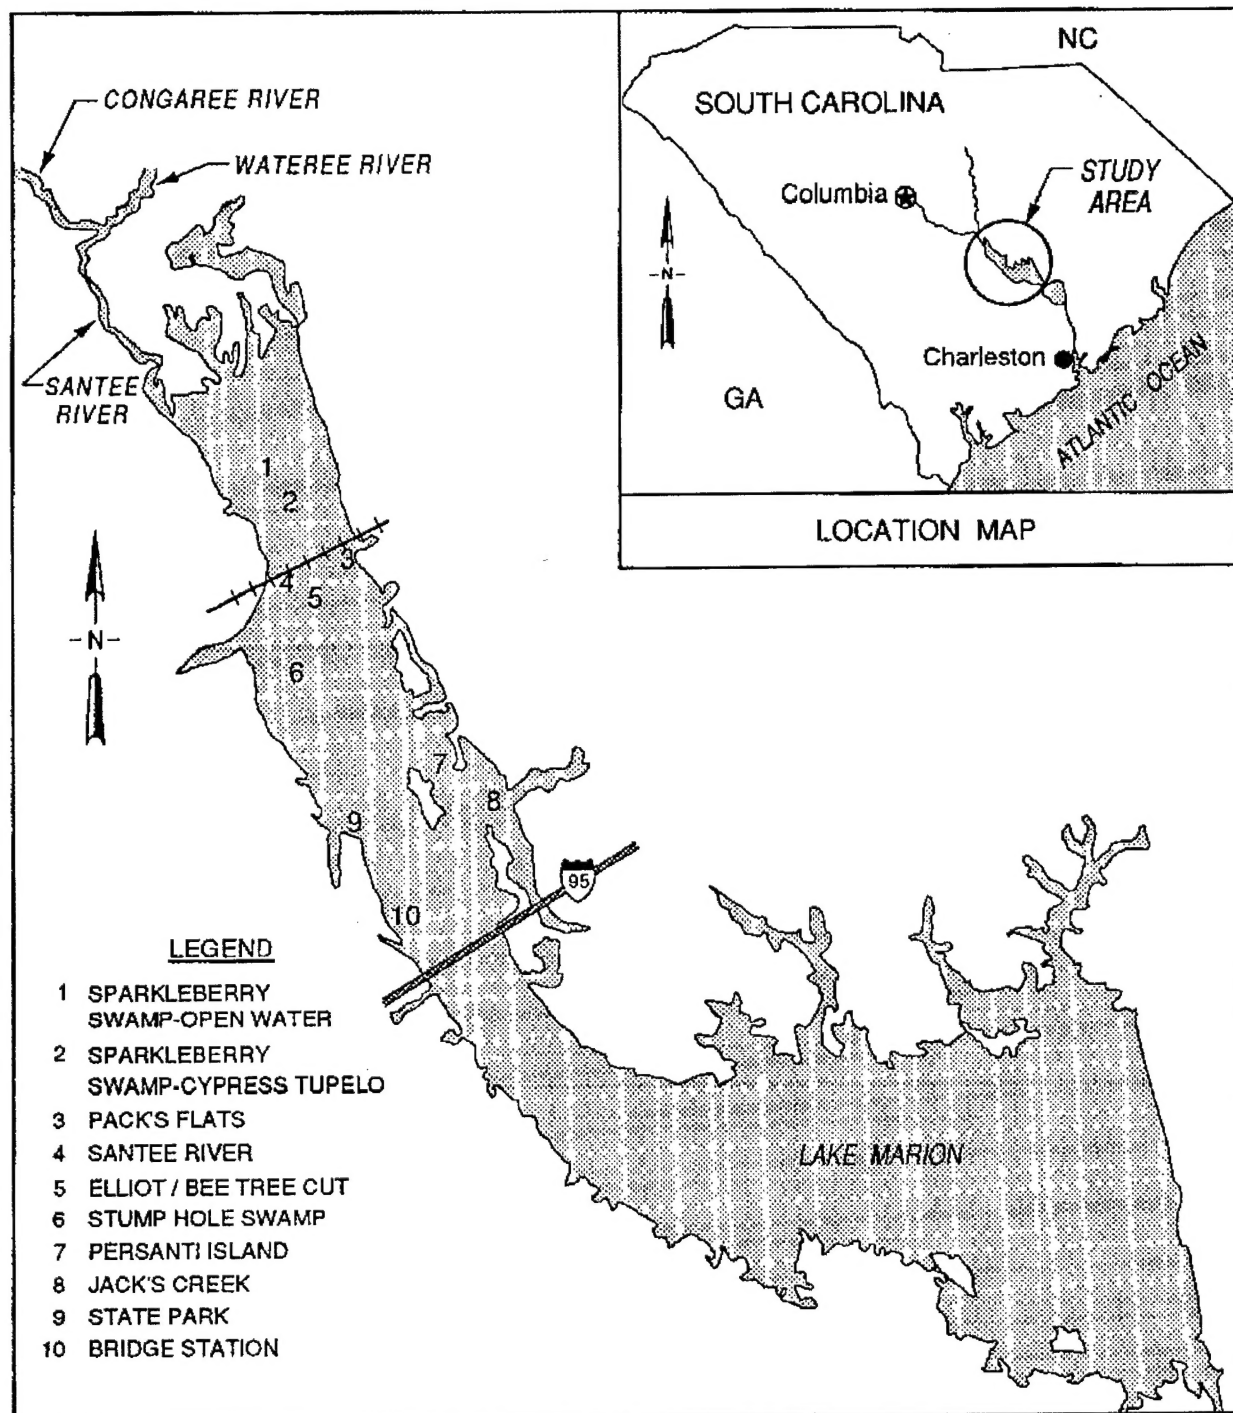 CONGAREE RIVER
WATEREE RIVER
SANTEE
RIVER
NC
SOUTH CAROLINA
Columbia
STUDY
AREA
-N-
Charleston
GA
ATLANTIC OCEAN
LOCATION MAP
1
2
3
4
5
-N-
6
7
8
9
95
10
LAKE MARION
LEGEND
1 SPARKLEBERRY
SWAMP-OPEN WATER
2 SPARKLEBERRY
SWAMP-CYPRESS TUPELO
3 PACK'S FLATS
4 SANTEE RIVER
5 ELLIOT / BEE TREE CUT
6 STUMP HOLE SWAMP
7 PERSANTI ISLAND
8 JACK'S CREEK
9 STATE PARK
10 BRIDGE STATION